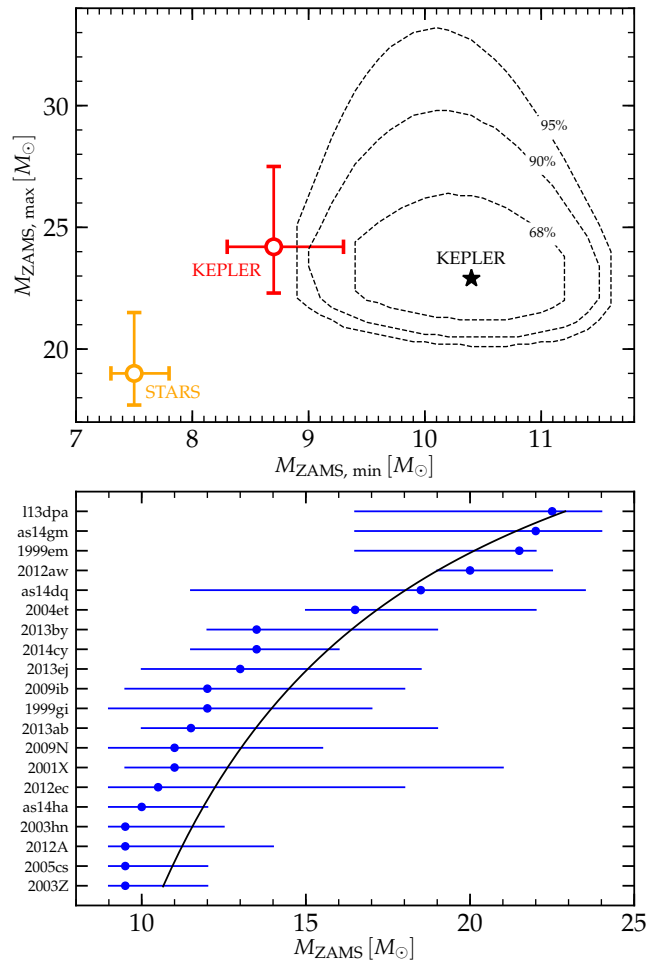 M_ZAMS, max [M_⊙]
30
25
20
95%
90%
68%
KEPLER
KEPLER
STARS
7 8 9 10 11
M_ZAMS, min [M_⊙]
l13dpa
as14gm
1999em
2012aw
as14dq
2004et
2013by
2014cy
2013ej
2009ib
1999gi
2013ab
2009N
2001X
2012ec
as14ha
2003hn
2012A
2005cs
2003Z
10 15 20 25
M_ZAMS [M_⊙]